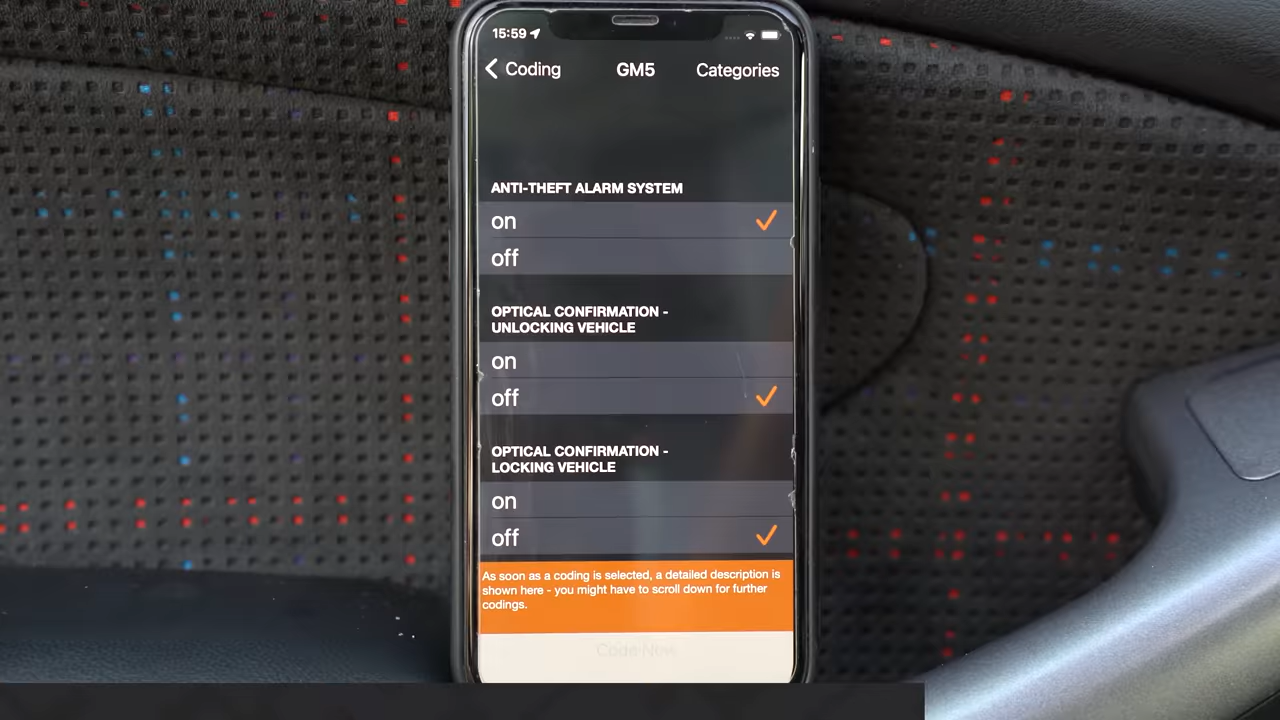 15:59
Coding GM5 Categories
ANTI-THEFT ALARM SYSTEM
on
off
OPTICAL CONFIRMATION -
UNLOCKING VEHICLE
on
off
OPTICAL CONFIRMATION -
LOCKING VEHICLE
on
off
As soon as a coding is selected, a detailed description is
shown here - you might have to scroll down for further
codings.
Code Now